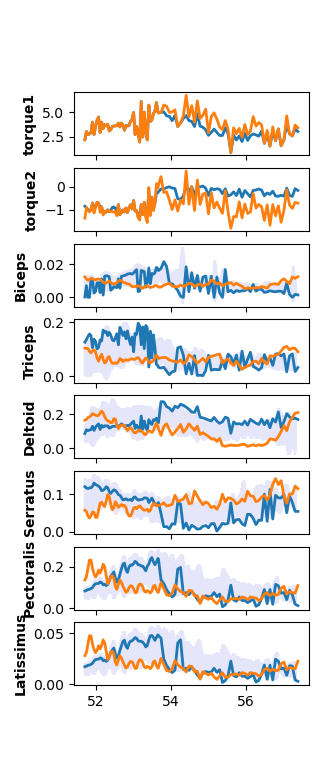 torque1
5.0
2.5
torque2
0
−1
Biceps
0.02
0.00
Triceps
0.2
0.0
Deltoid
0.2
0.0
Serratus
0.1
0.0
Pectoralis
0.2
0.0
Latissimus
0.05
0.00
52 54 56